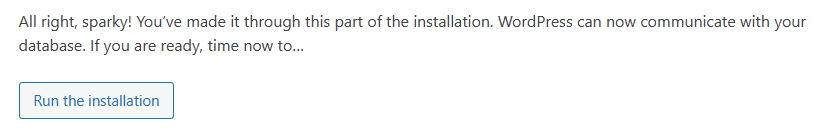 All right, sparky! You’ve made it through this part of the installation. WordPress can now communicate with your
database. If you are ready, time now to…
Run the installation